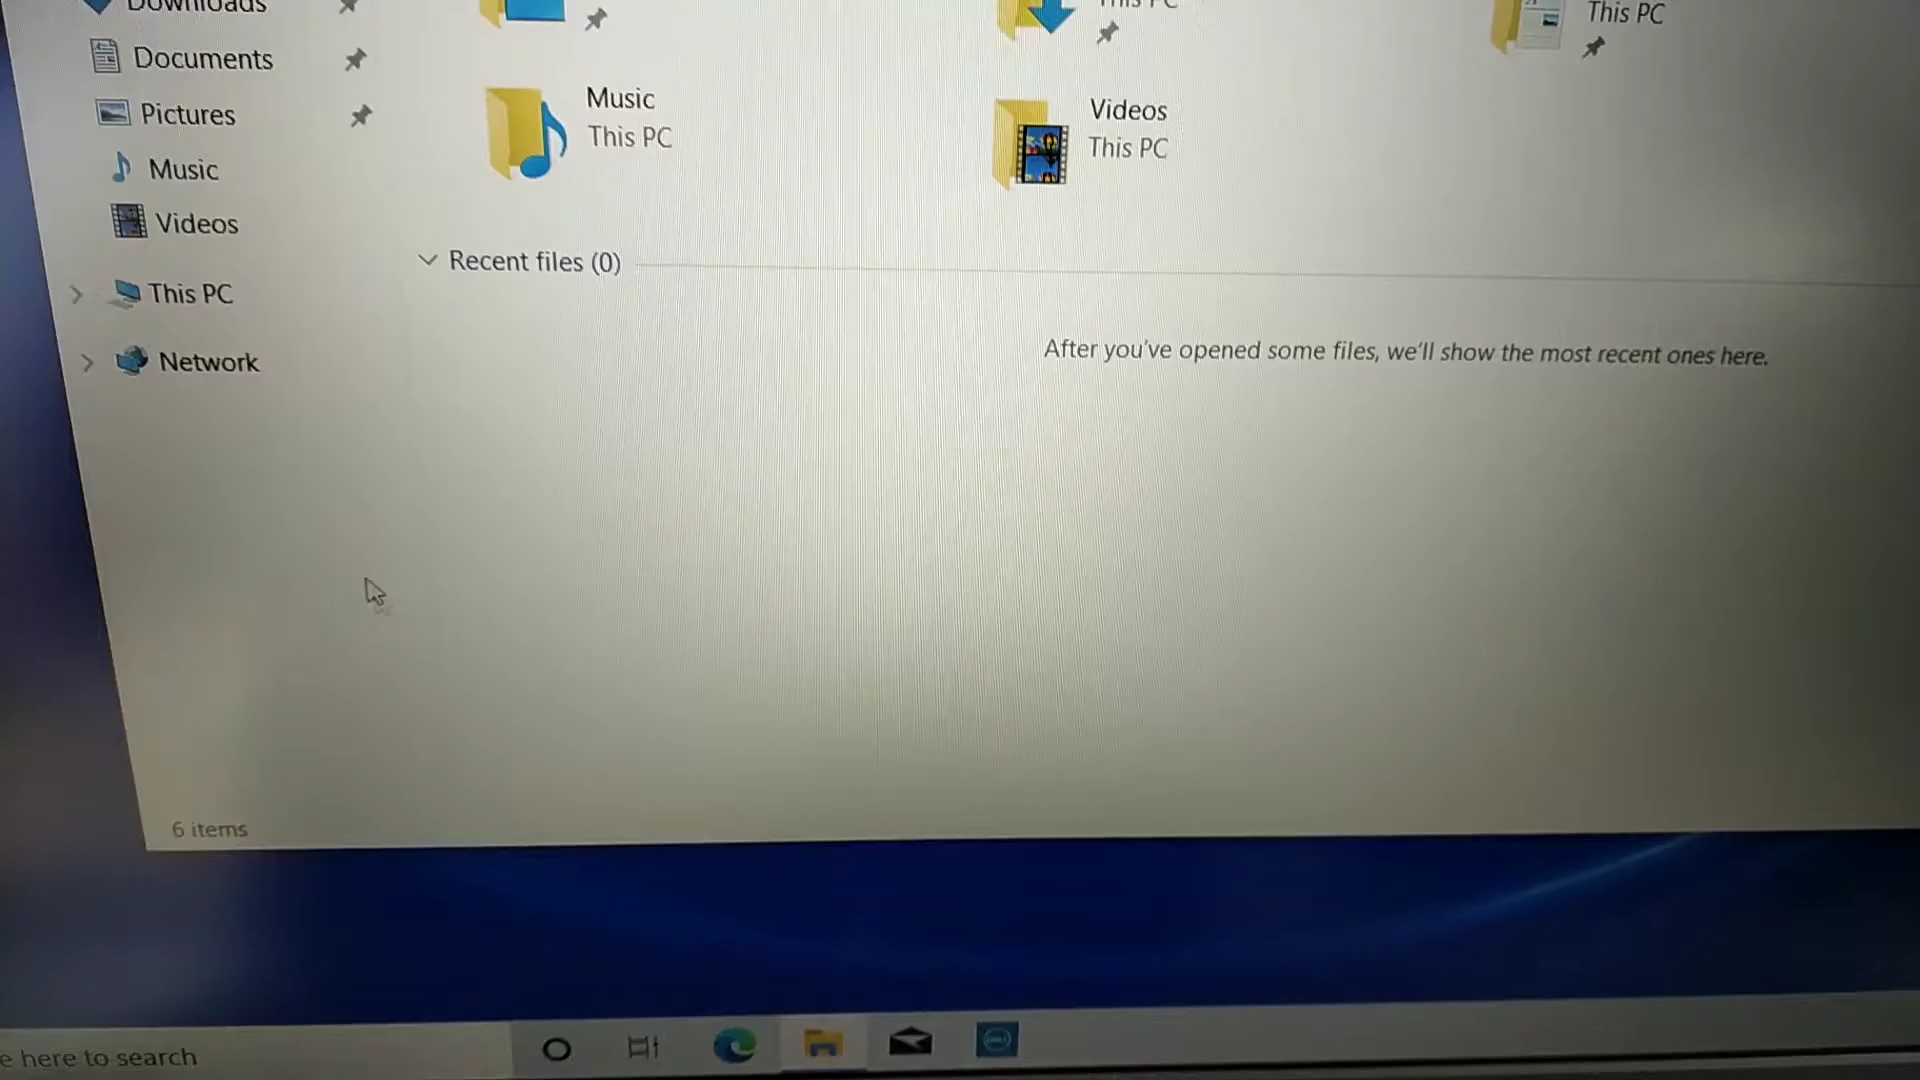 Downloads
This PC
This PC
Documents
Pictures
Music
This PC
Videos
This PC
Music
Videos
Recent files (0)
This PC
After you've opened some files, we'll show the most recent ones here.
Network
6 items
e here to search
DELL